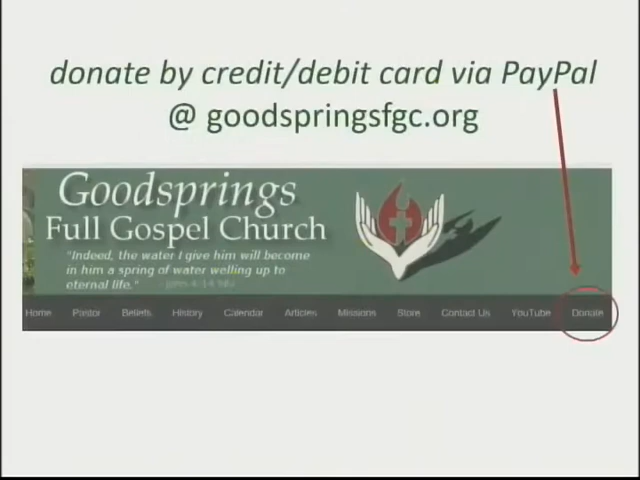 donate by credit/debit card via PayPal
@ goodspringsfgc.org
Goodsprings
Full Gospel Church
"Indeed, the water I give him will become
in him a spring of water welling up to
eternal life."
Home Pastor Beliefs History Calendar Articles Missions Store Contact Us YouTube Donate